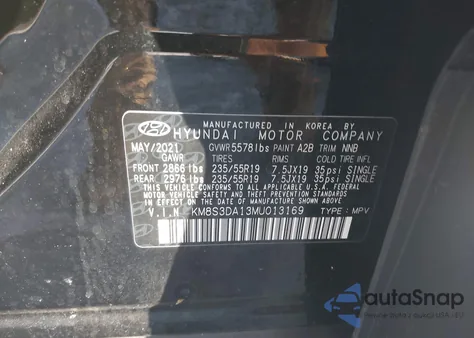 MANUFACTURED IN KOREA BY
HYUNDAI MOTOR COMPANY
MAY/2021 GVWR 5578lbs PAINT A2B TRIM NNB
GAWR TIRES RIMS COLD TIRE INFL
FRONT 2866lbs 235/55R19 7.5JX19 35psi SINGLE
REAR 2976lbs 235/55R19 7.5JX19 35psi SINGLE
THIS VEHICLE CONFORMS TO ALL APPLICABLE
FEDERAL MOTOR VEHICLE SAFETY AND THEFT
PREVENTION STANDARDS IN EFFECT ON THE DATE
OF MANUFACTURE SHOWN ABOVE.
V.I.N : KM8S3DA13MU013169 TYPE : MPV
autoSnap